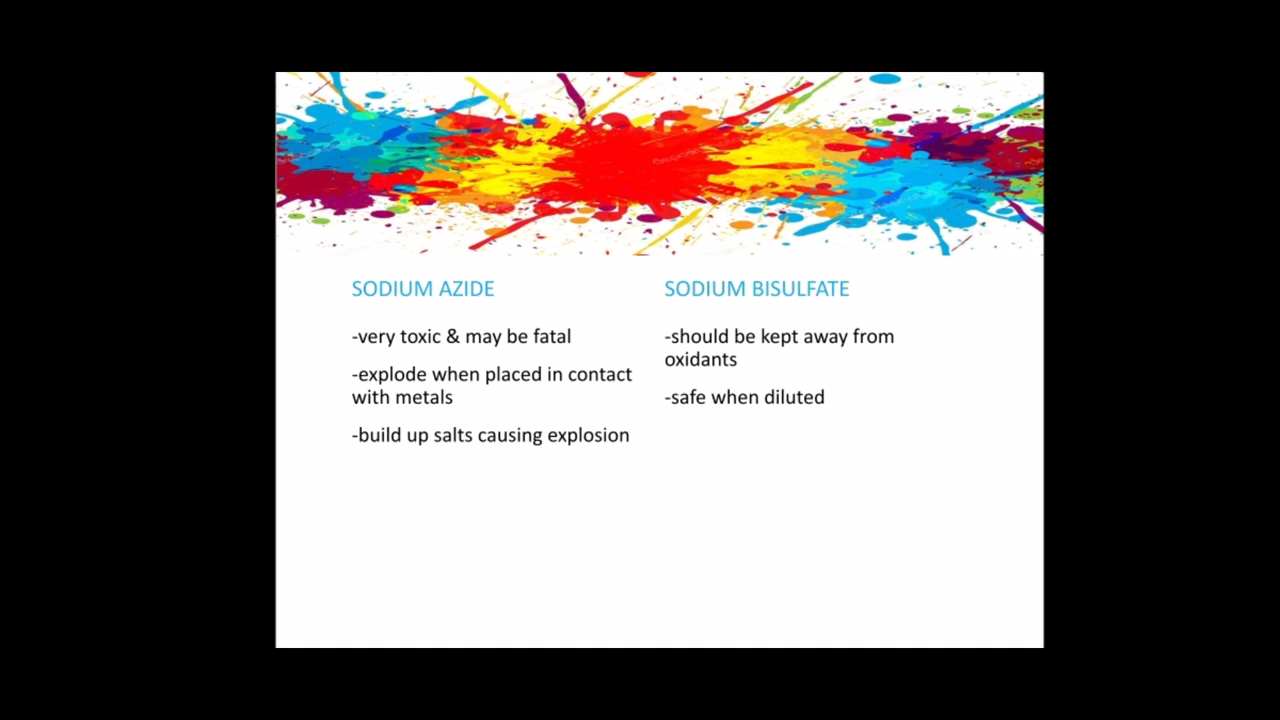 SODIUM AZIDE
-very toxic & may be fatal
-explode when placed in contact
with metals
-build up salts causing explosion
SODIUM BISULFATE
-should be kept away from
oxidants
-safe when diluted